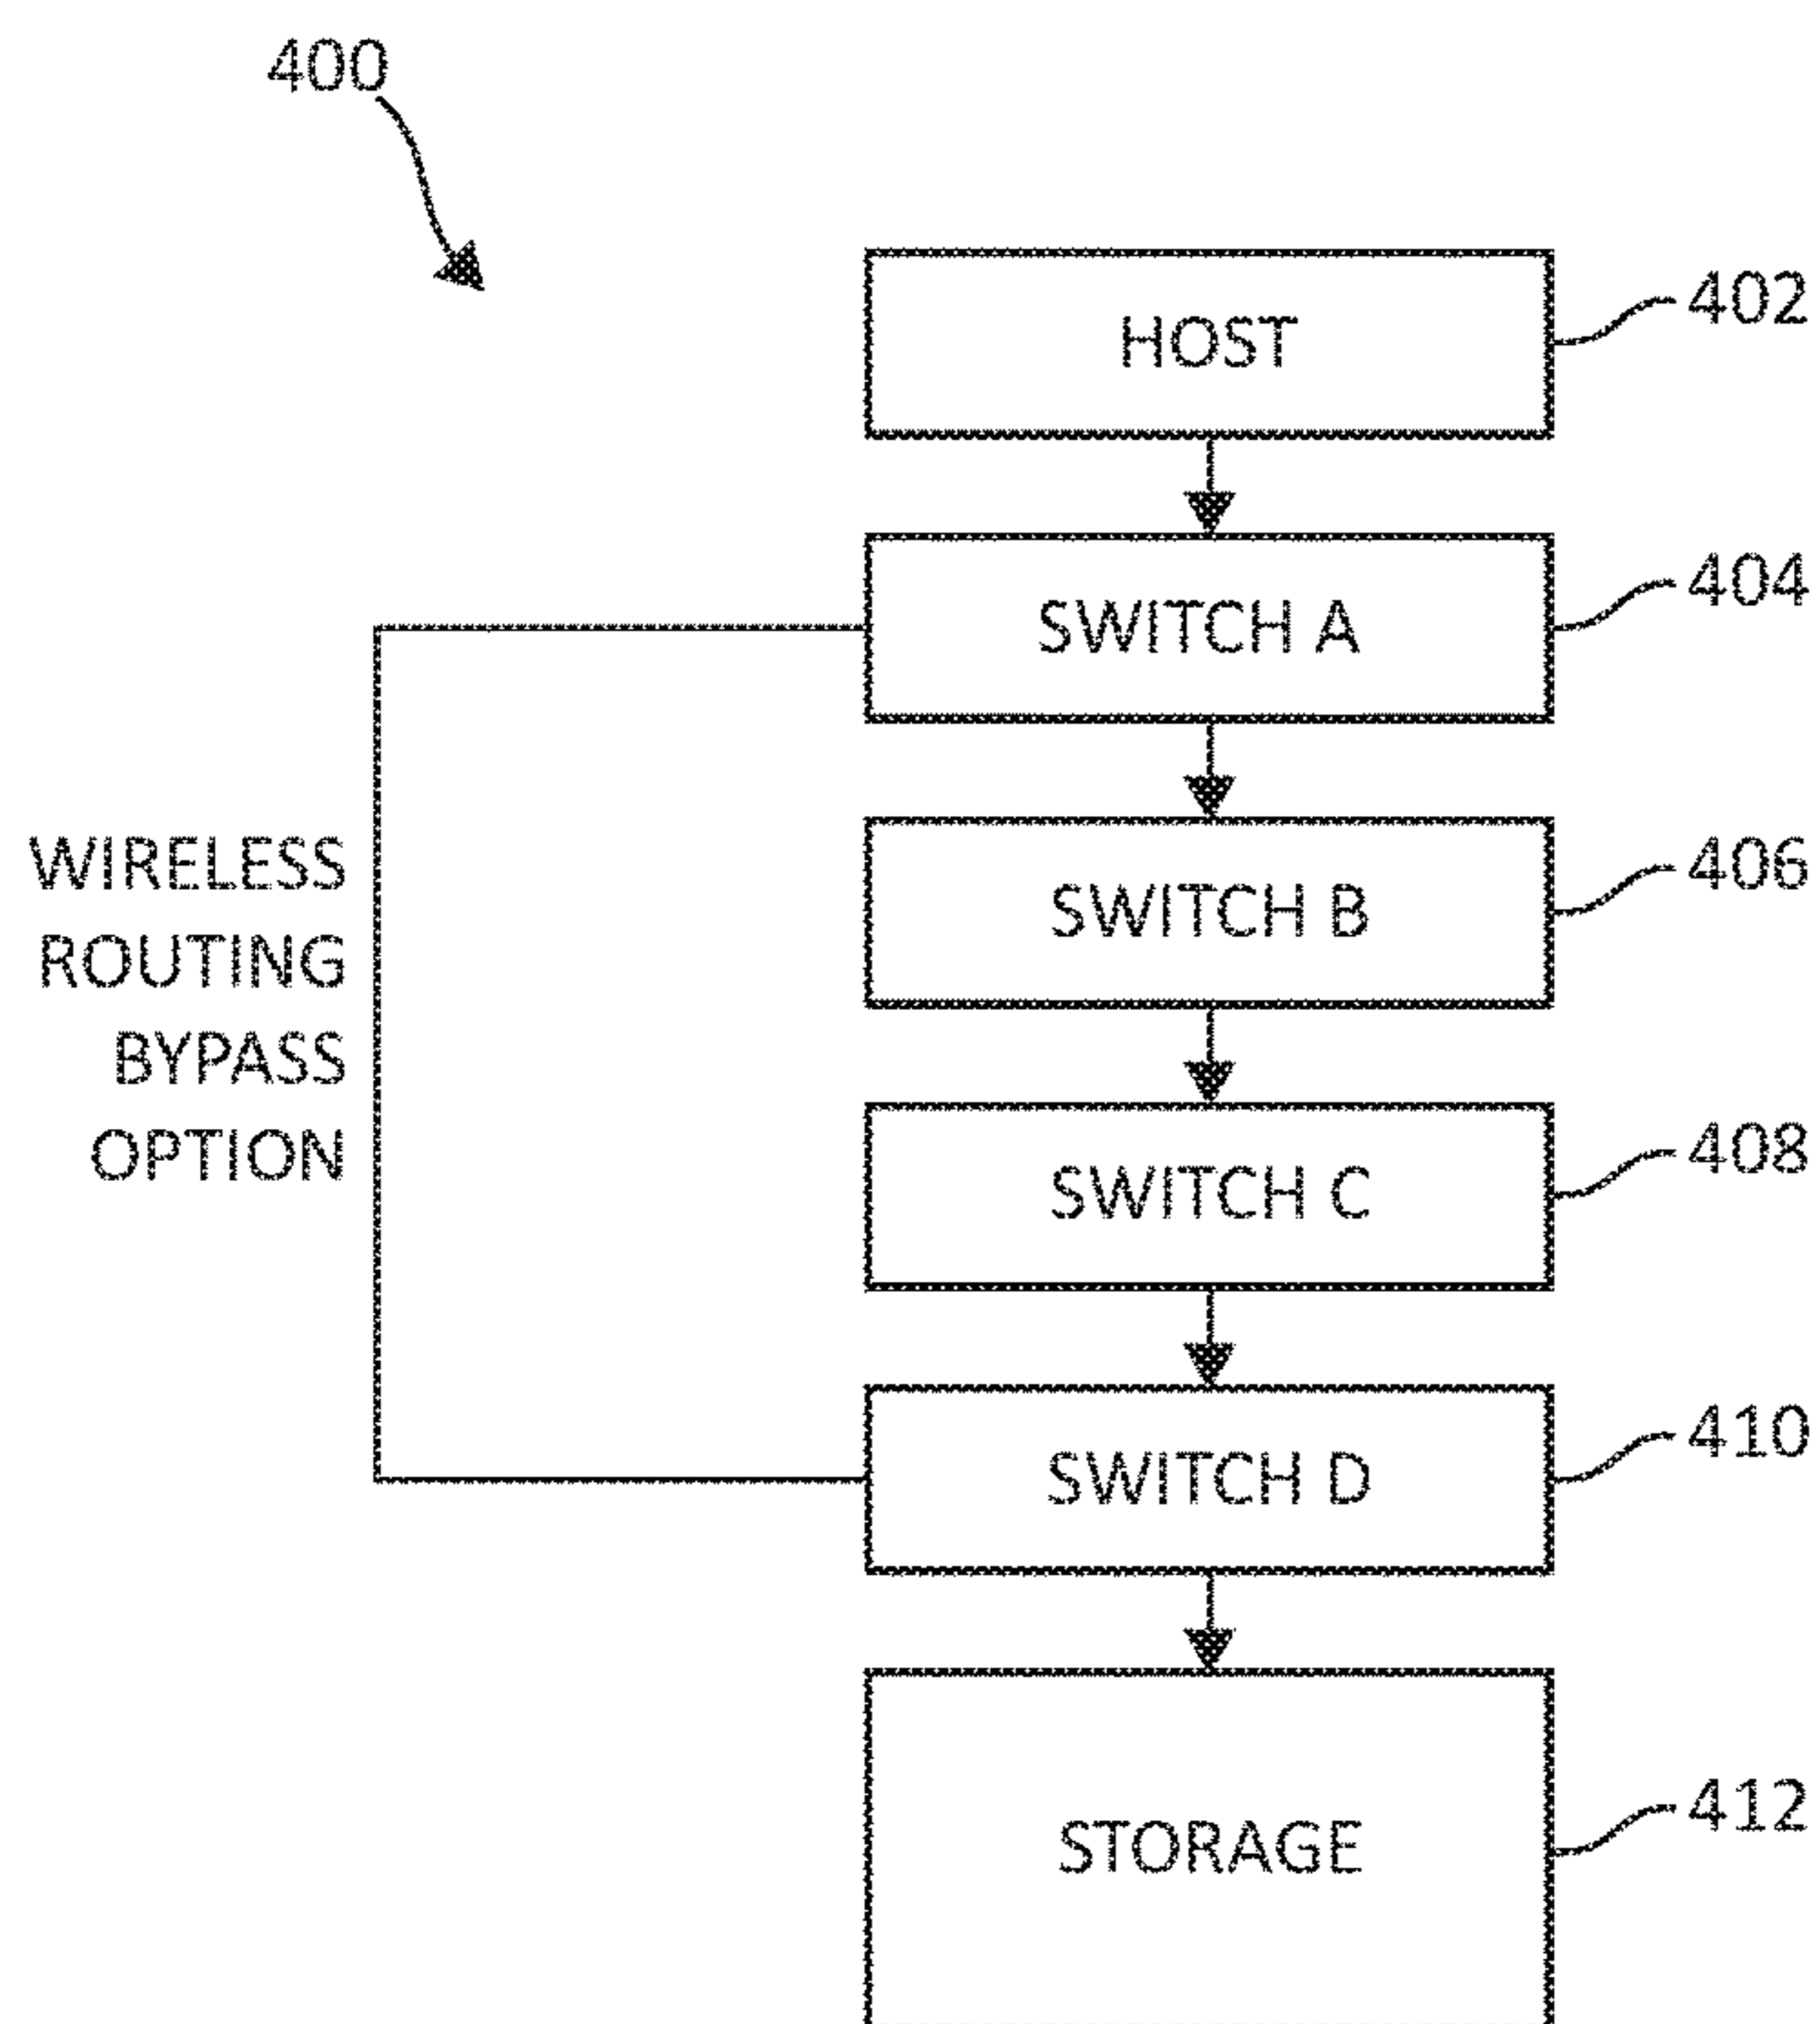 400
HOST
402
SWITCH A
404
WIRELESS
ROUTING
BYPASS
OPTION
SWITCH B
406
SWITCH C
408
SWITCH D
410
STORAGE
412